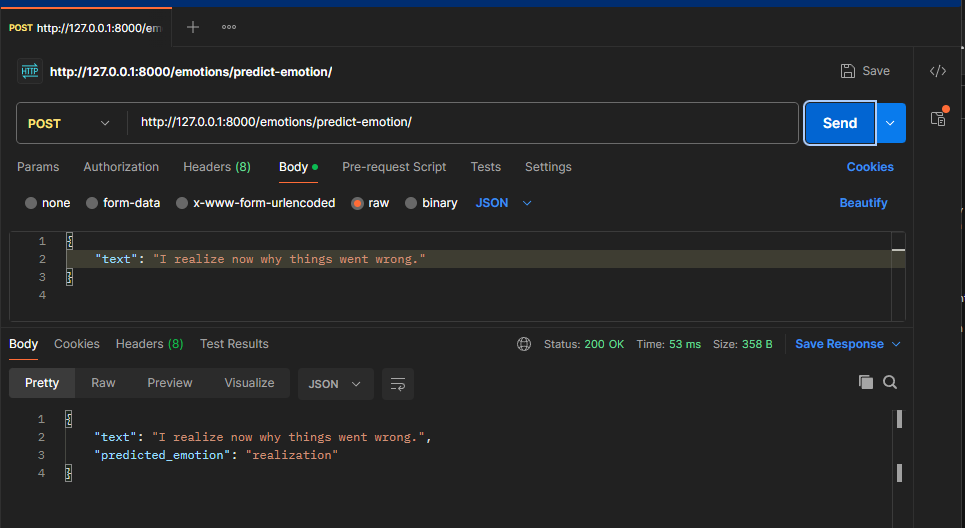 POST http://127.0.0.1:8000/em
HTTP http://127.0.0.1:8000/emotions/predict-emotion/ Save
POST http://127.0.0.1:8000/emotions/predict-emotion/ Send
Params Authorization Headers (8) Body Pre-request Script Tests Settings Cookies
none form-data x-www-form-urlencoded raw binary JSON Beautify
1 {
2 "text": "I realize now why things went wrong."
3 }
4
Body Cookies Headers (8) Test Results Status: 200 OK Time: 53 ms Size: 358 B Save Response
Pretty Raw Preview Visualize JSON
1 {
2 "text": "I realize now why things went wrong.",
3 "predicted_emotion": "realization"
4 }